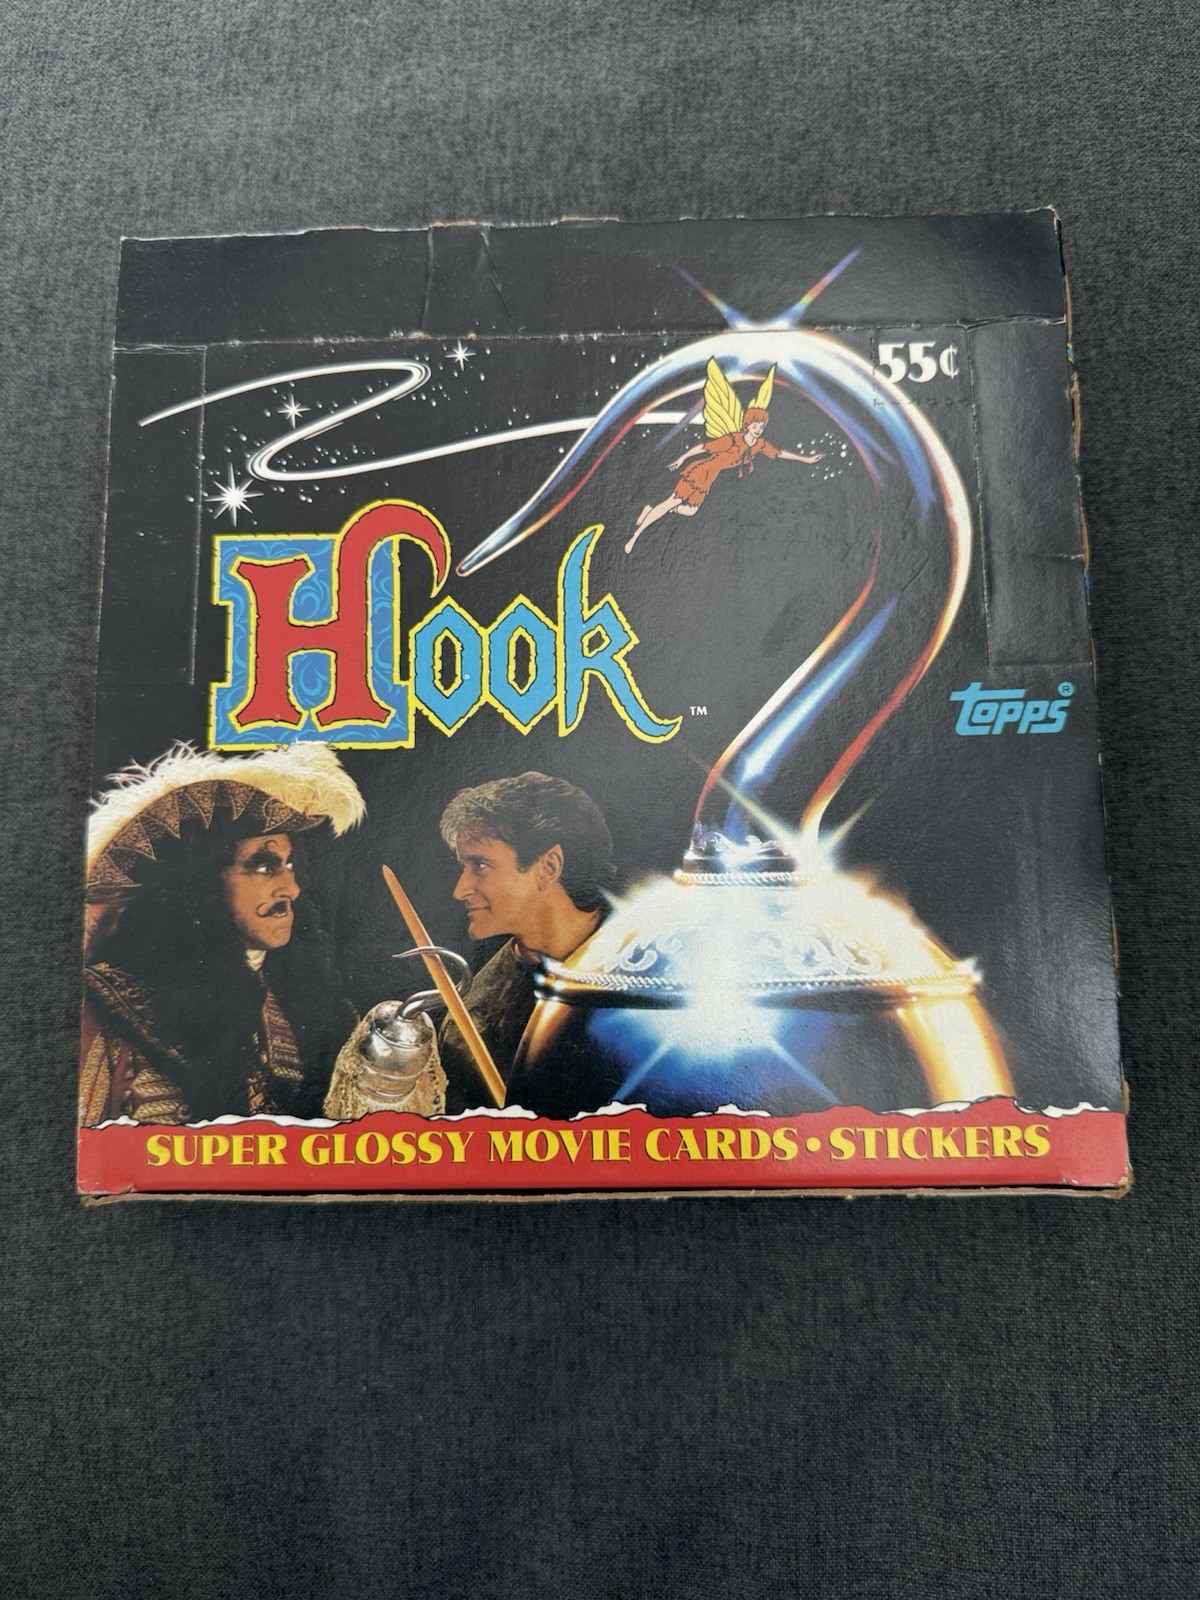 55¢
Hook™
topps®
SUPER GLOSSY MOVIE CARDS • STICKERS